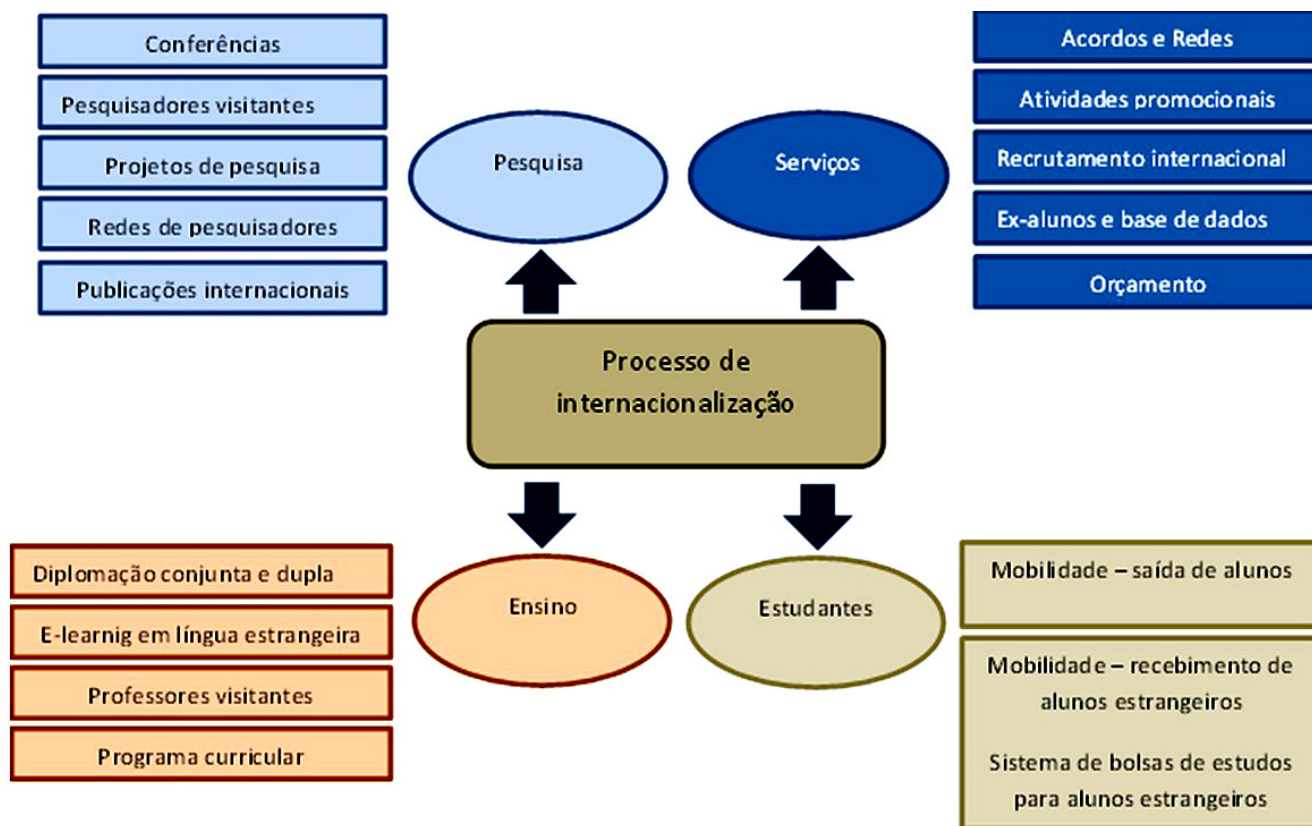 Conferências
Pesquisadores visitantes
Projetos de pesquisa
Redes de pesquisadores
Publicações internacionais
Pesquisa
Serviços
Acordos e Redes
Atividades promocionais
Recrutamento internacional
Ex-alunos e base de dados
Orçamento
Processo de
internacionalização
Diplomação conjunta e dupla
E-learnig em língua estrangeira
Professores visitantes
Programa curricular
Ensino
Estudantes
Mobilidade – saída de alunos
Mobilidade – recebimento de
alunos estrangeiros
Sistema de bolsas de estudos
para alunos estrangeiros